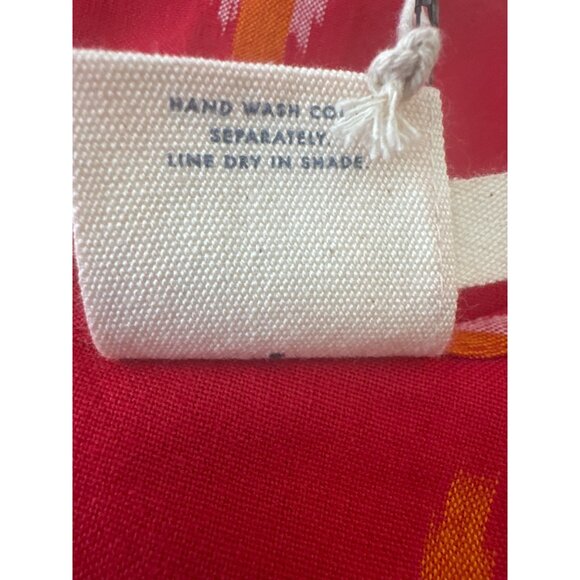 HAND WASH
SEPARATELY.
LINE DRY IN SHADE.